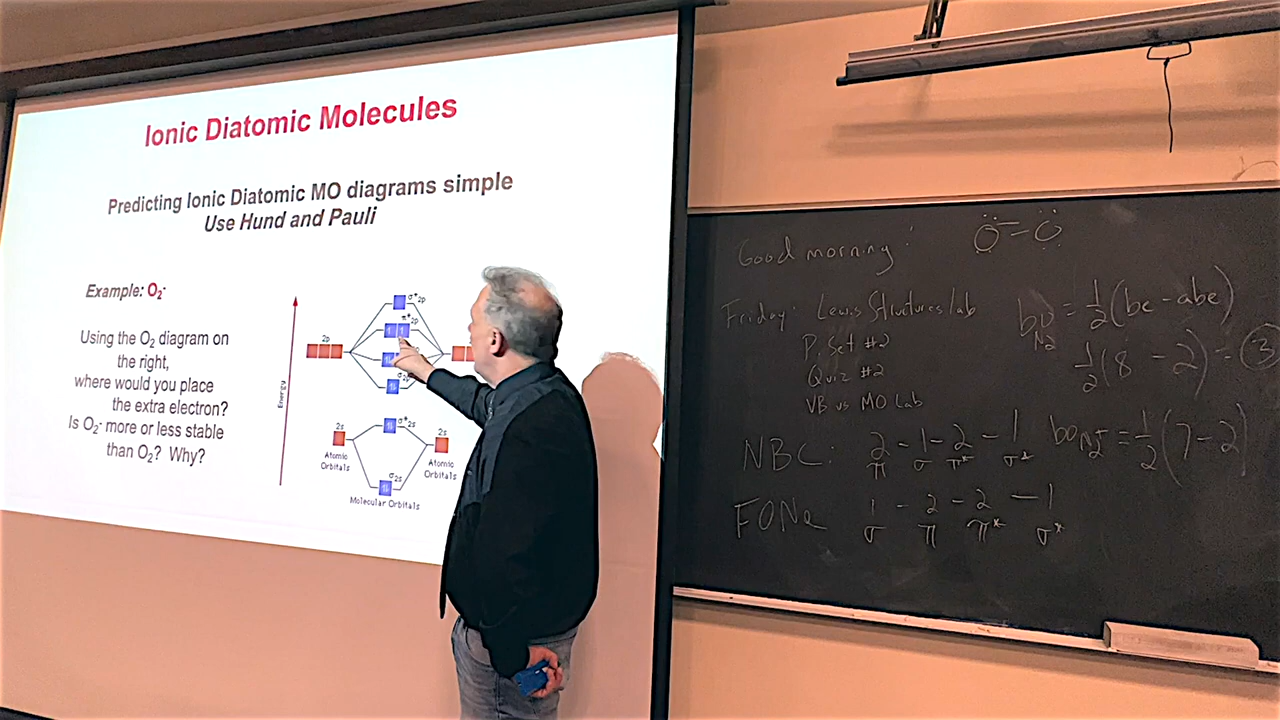 Ionic Diatomic Molecules
Predicting Ionic Diatomic MO diagrams simple
Use Hund and Pauli
Example: O₂⁻
Using the O₂ diagram on
the right,
where would you place
the extra electron?
Is O₂⁻ more or less stable
than O₂? Why?
Energy
σ*2p
π*2p
2p
σ2p
2s
σ*2s
2s
Atomic
Orbitals
Atomic
Orbitals
σ2s
Molecular Orbitals
Good morning!
O=O
Friday: Lewis Structures lab
P. Set #2
Quiz #2
VB vs MO Lab
NBC: 2 - 1 - 2 - 1
π σ π* σ*
FONe 1 - 2 - 2 - 1
σ π π* σ*
= 1/2 (be - abe)
N₂
1/2 (8 - 2) = 3
= 1/2 (7 - 2)